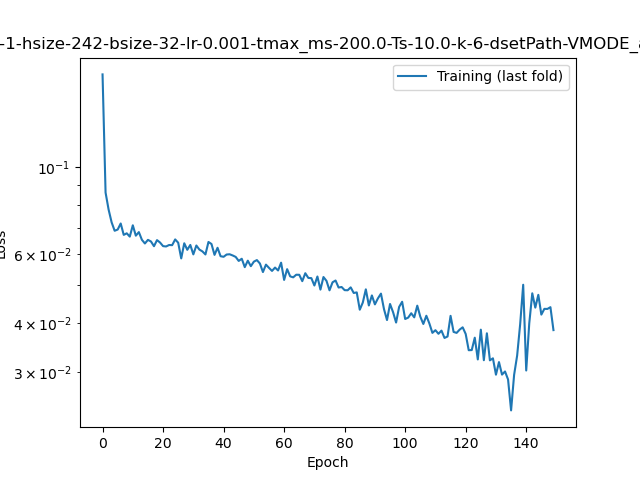 -1-hsize-242-bsize-32-lr-0.001-tmax_ms-200.0-Ts-10.0-k-6-dsetPath-VMODE_
Training (last fold)
10⁻¹
6 × 10⁻²
4 × 10⁻²
3 × 10⁻²
Loss
0 20 40 60 80 100 120 140
Epoch